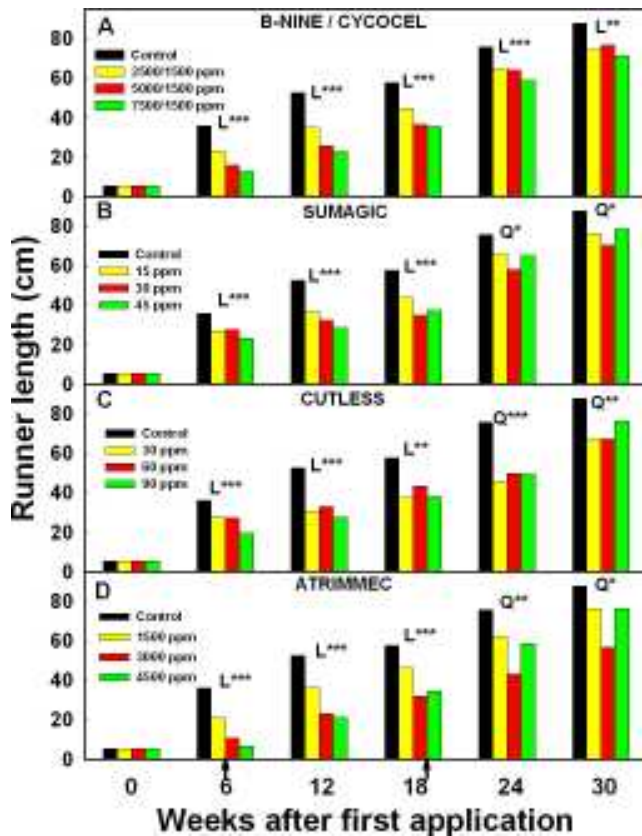 A
B-NINE / CYCOCEL
80
60
40
20
0
Control
2500/1500 ppm
5000/1500 ppm
7500/1500 ppm
L***
L***
L***
L***
L**
B
SUMAGIC
80
60
40
20
0
Control
15 ppm
30 ppm
45 ppm
L***
L***
L***
Q*
Q*
C
CUTLESS
80
60
40
20
0
Control
30 ppm
60 ppm
90 ppm
L***
L***
L**
Q***
Q**
D
ATRIMMEC
80
60
40
20
0
Control
1500 ppm
3000 ppm
4500 ppm
L***
L***
L***
Q**
Q*
Runner length (cm)
0 6 12 18 24 30
Weeks after first application